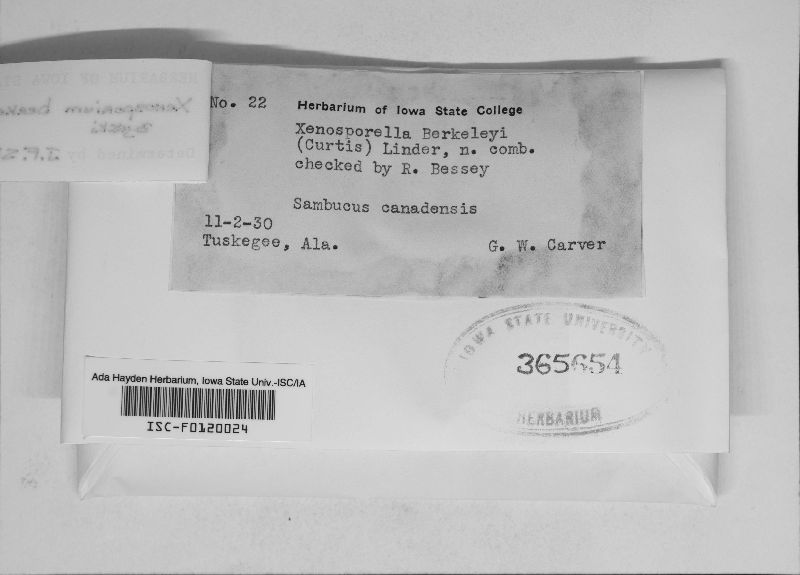 No. 22 Herbarium of Iowa State College
Xenosporella Berkeleyi
(Curtis) Linder, n. comb.
checked by R. Bessey
Sambucus canadensis
11-2-30
Tuskegee, Ala. G. W. Carver
IOWA STATE UNIVERSITY
365654
HERBARIUM
Ada Hayden Herbarium, Iowa State Univ.-ISC/IA
ISC-F0120024